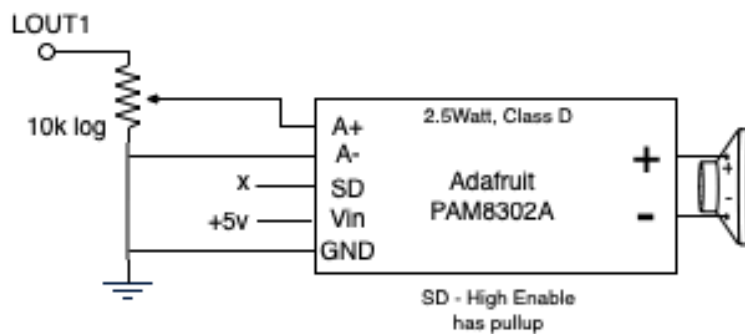 LOUT1
10k log
2.5Watt, Class D
A+
A-
x
SD
Adafruit
+5v
Vin
PAM8302A
GND
+
-
+
-
SD - High Enable
has pullup